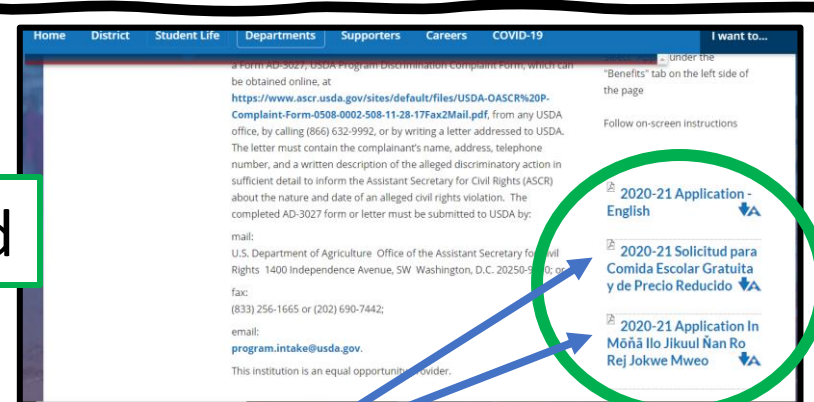 Home District Student Life Departments Supporters Careers COVID-19 I want to...
a Form AD-3027, USDA Program Discrimination Complaint Form, which can
be obtained online, at
https://www.ascr.usda.gov/sites/default/files/USDA-OASCR%20P-
Complaint-Form-0508-0002-508-11-28-17Fax2Mail.pdf, from any USDA
office, by calling (866) 632-9992, or by writing a letter addressed to USDA.
The letter must contain the complainant's name, address, telephone
number, and a written description of the alleged discriminatory action in
sufficient detail to inform the Assistant Secretary for Civil Rights (ASCR)
about the nature and date of an alleged civil rights violation. The
completed AD-3027 form or letter must be submitted to USDA by:
mail:
U.S. Department of Agriculture Office of the Assistant Secretary for Civil
Rights 1400 Independence Avenue, SW Washington, D.C. or
fax:
(833) 256-1665 or (202) 690-7442;
email:
program.intake@usda.gov.
This institution is an equal opportunity provider.
under the
"Benefits" tab on the left side of
the page
Follow on-screen instructions
2020-21 Application -
English
2020-21 Solicitud para
Comida Escolar Gratuita
y de Precio Reducido
2020-21 Application In
Mōňā Ilo Jikuul Ňan Ro
Rej Jokwe Mweo